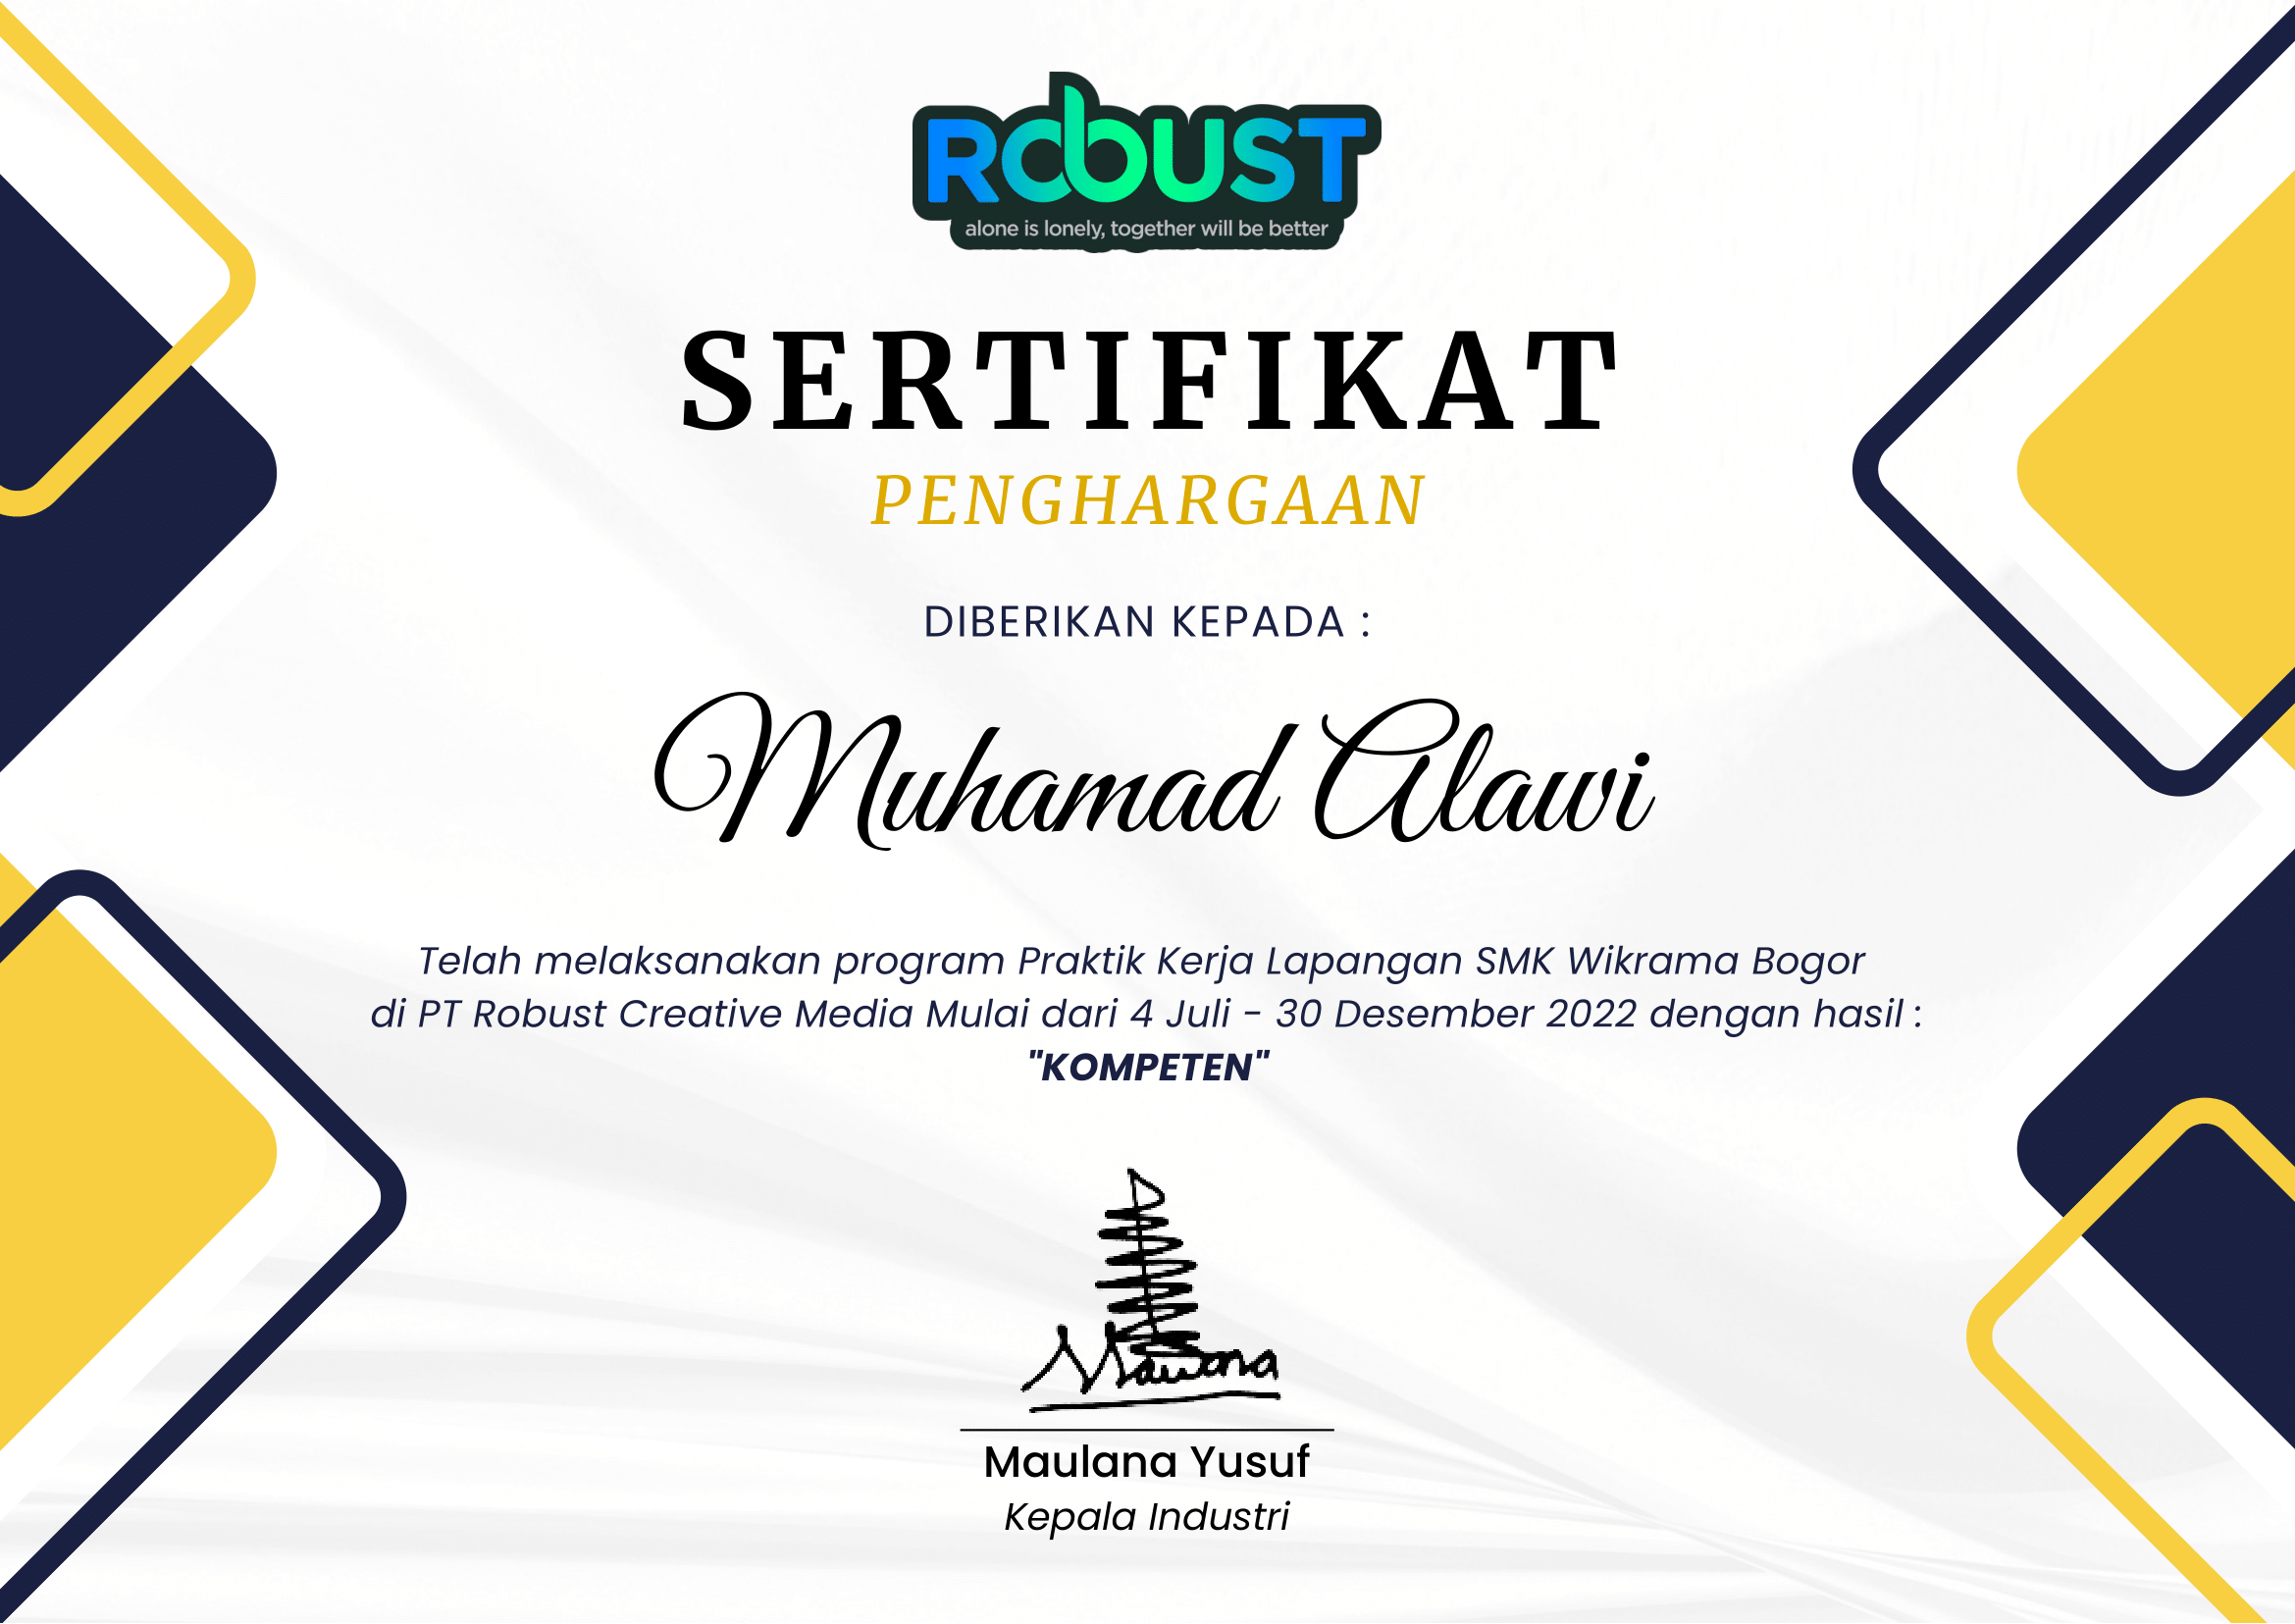 RobUST
alone is lonely, together will be better
SERTIFIKAT
PENGHARGAAN
DIBERIKAN KEPADA :
Muhamad Alawi
Telah melaksanakan program Praktik Kerja Lapangan SMK Wikrama Bogor
di PT Robust Creative Media Mulai dari 4 Juli - 30 Desember 2022 dengan hasil :
"KOMPETEN"
Maulana
Maulana Yusuf
Kepala Industri